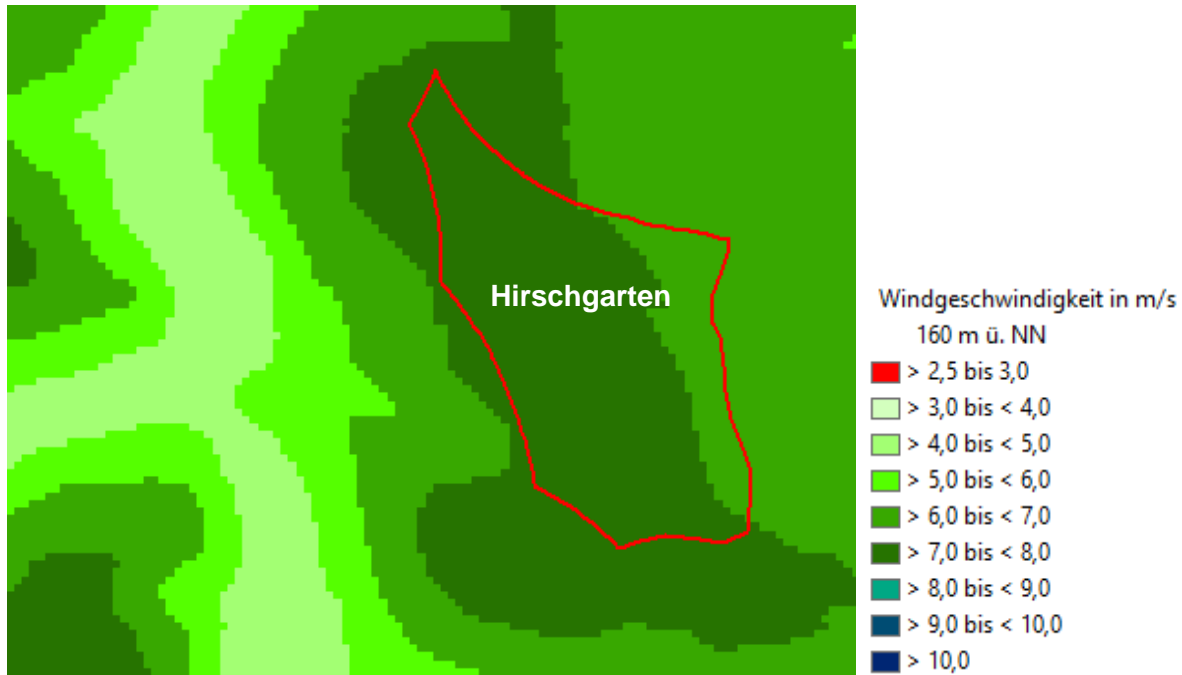 Hirschgarten
Windgeschwindigkeit in m/s
160 m ü. NN
> 2,5 bis 3,0
> 3,0 bis < 4,0
> 4,0 bis < 5,0
> 5,0 bis < 6,0
> 6,0 bis < 7,0
> 7,0 bis < 8,0
> 8,0 bis < 9,0
> 9,0 bis < 10,0
> 10,0